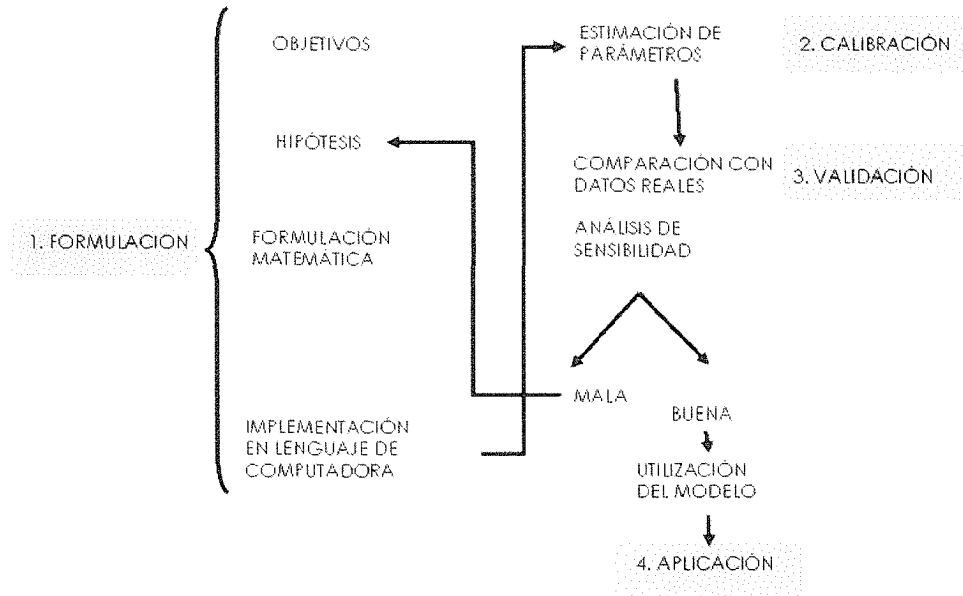 1. FORMULACION
OBJETIVOS
HIPÓTESIS
FORMULACIÓN
MATEMÁTICA
IMPLEMENTACIÓN
EN LENGUAJE DE
COMPUTADORA
ESTIMACIÓN DE
PARÁMETROS
2. CALIBRACIÓN
COMPARACIÓN CON
DATOS REALES
3. VALIDACIÓN
ANÁLISIS DE
SENSIBILIDAD
MALA
BUENA
UTILIZACIÓN
DEL MODELO
4. APLICACIÓN